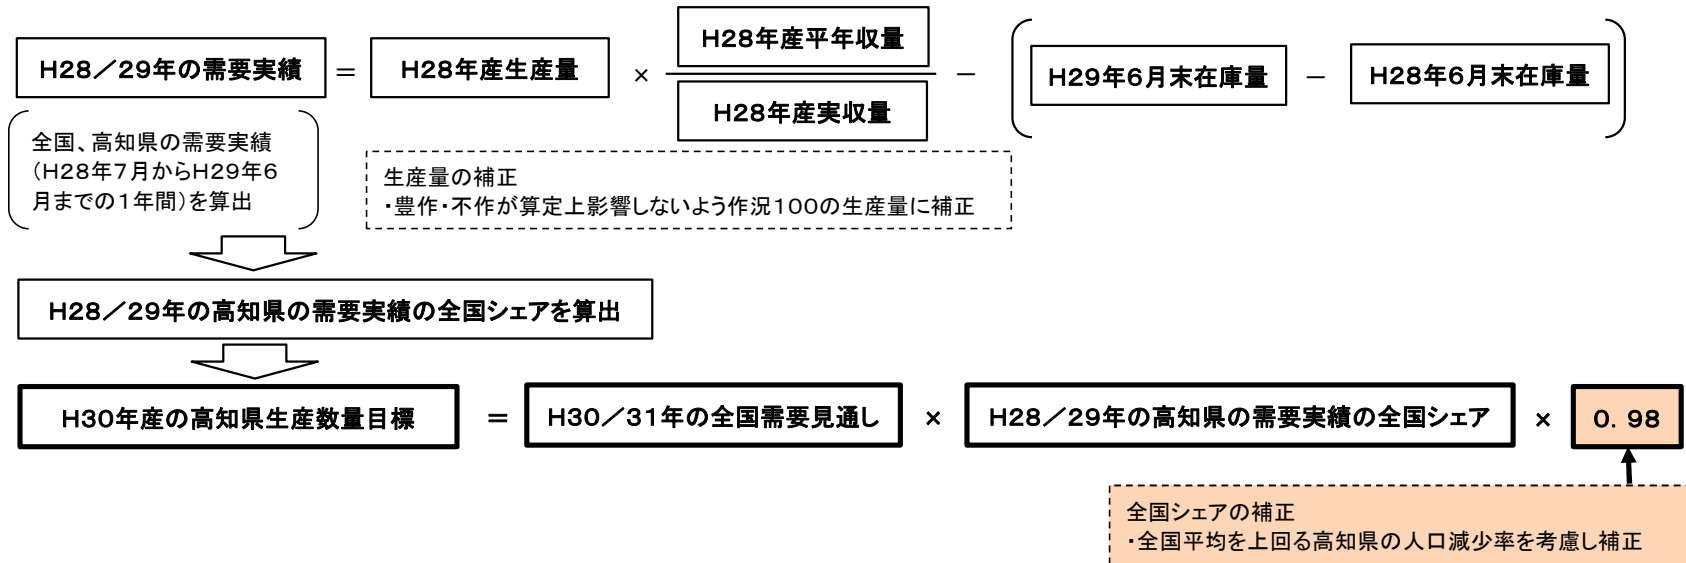 H28年産平年収量
H28/29年の需要実績 = H28年産生産量 × − H29年6月末在庫量 − H28年6月末在庫量
H28年産実収量
全国、高知県の需要実績
(H28年7月からH29年6
月までの1年間)を算出
生産量の補正
・豊作・不作が算定上影響しないよう作況100の生産量に補正
H28/29年の高知県の需要実績の全国シェアを算出
H30年産の高知県生産数量目標 = H30/31年の全国需要見通し × H28/29年の高知県の需要実績の全国シェア × 0.98
全国シェアの補正
・全国平均を上回る高知県の人口減少率を考慮し補正